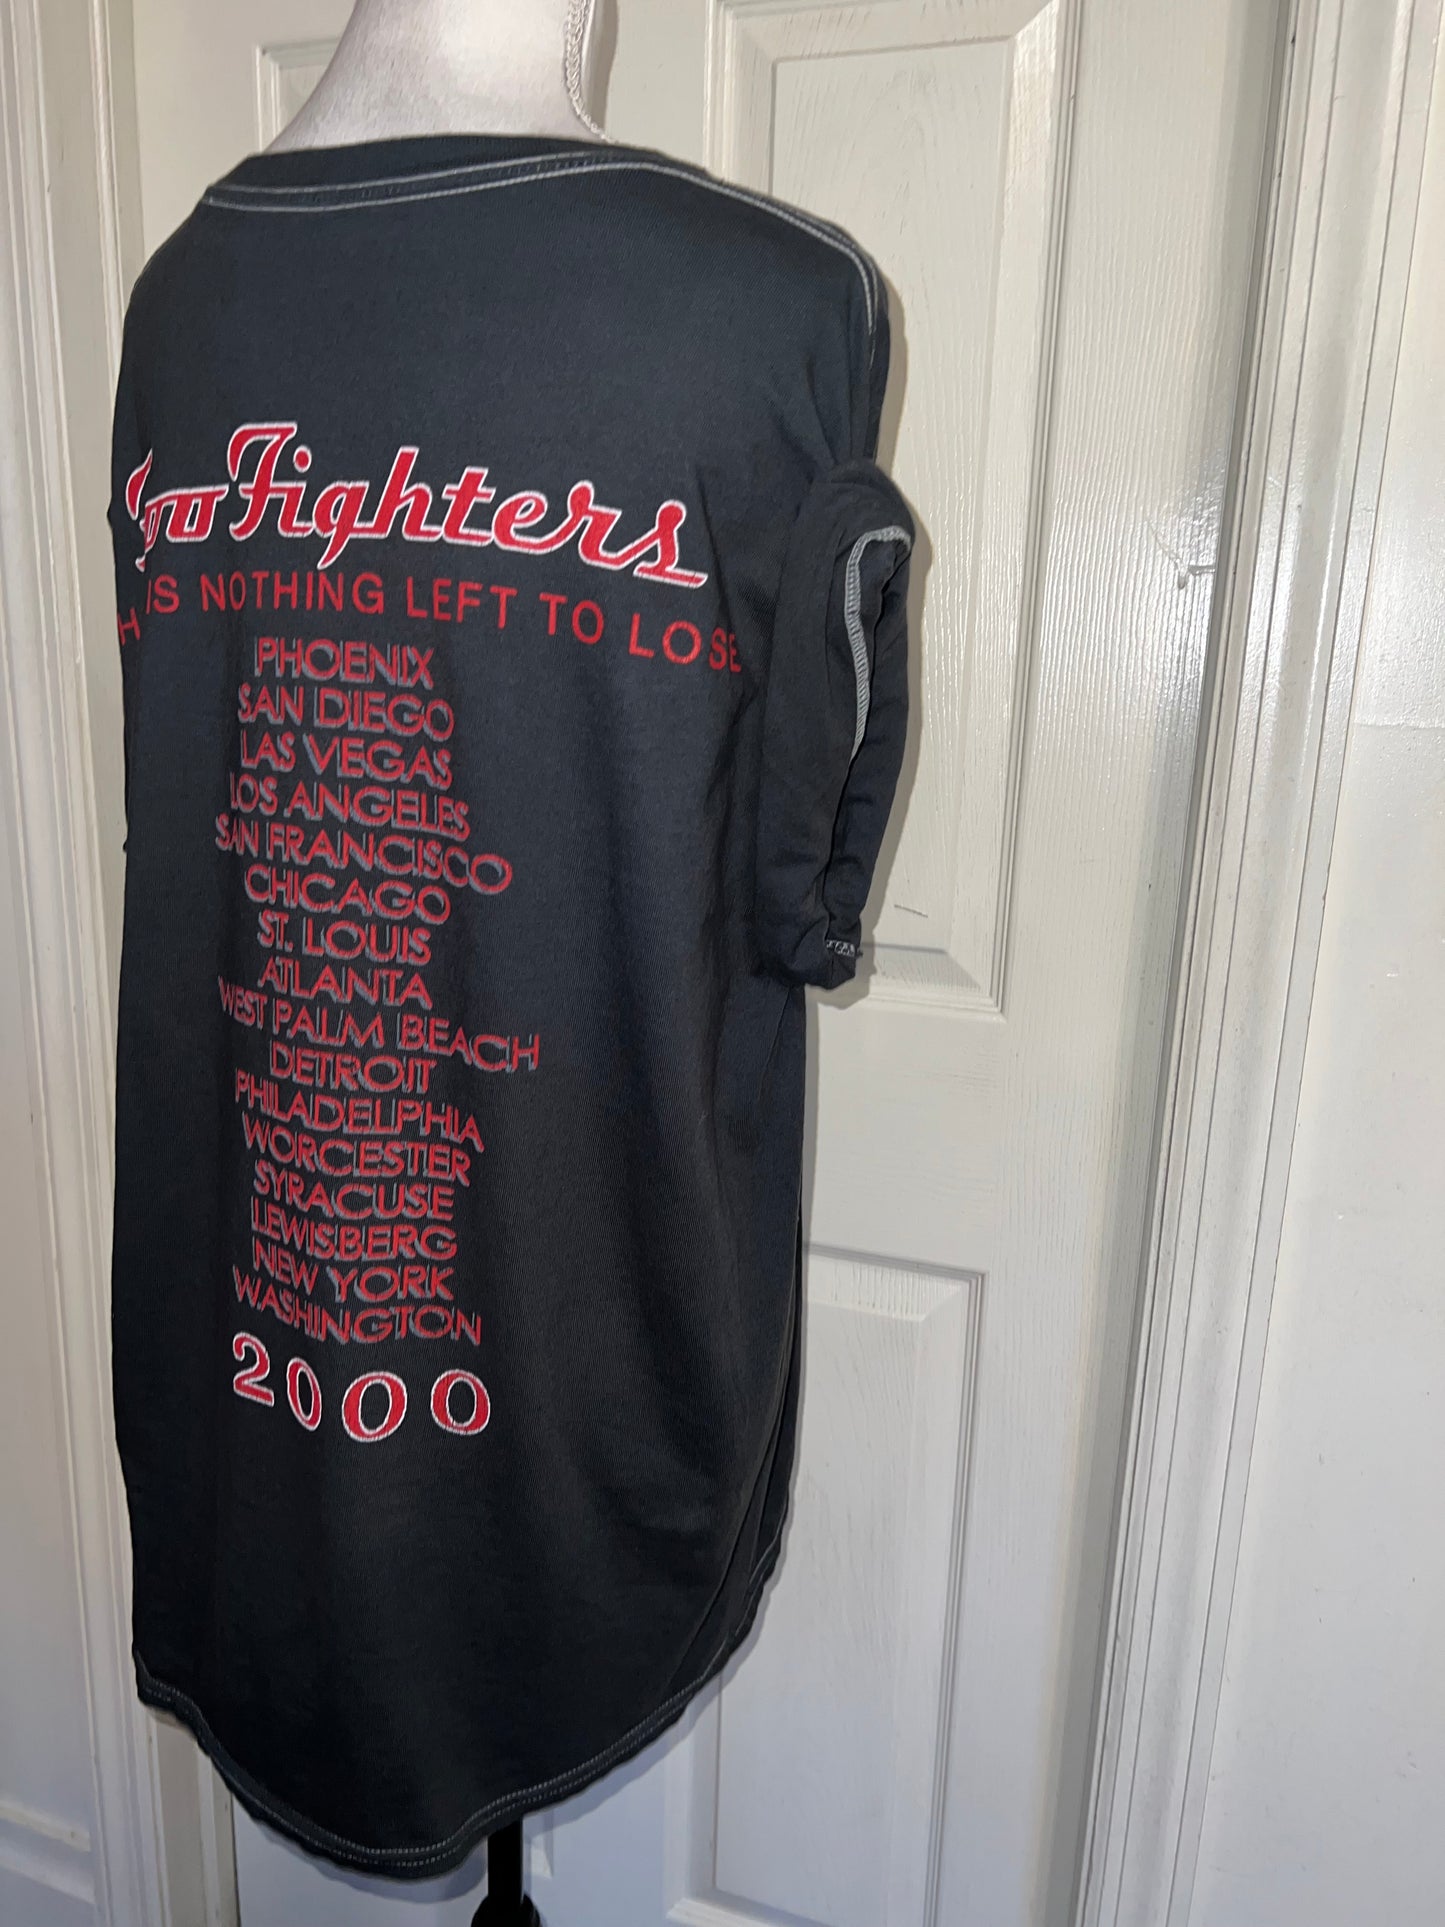 Foo Fighters
IS NOTHING LEFT TO LOSE
PHOENIX
SAN DIEGO
LAS VEGAS
LOS ANGELES
SAN FRANCISCO
CHICAGO
ST. LOUIS
ATLANTA
WEST PALM BEACH
DETROIT
PHILADELPHIA
WORCESTER
SYRACUSE
LEWISBERG
NEW YORK
WASHINGTON
2000